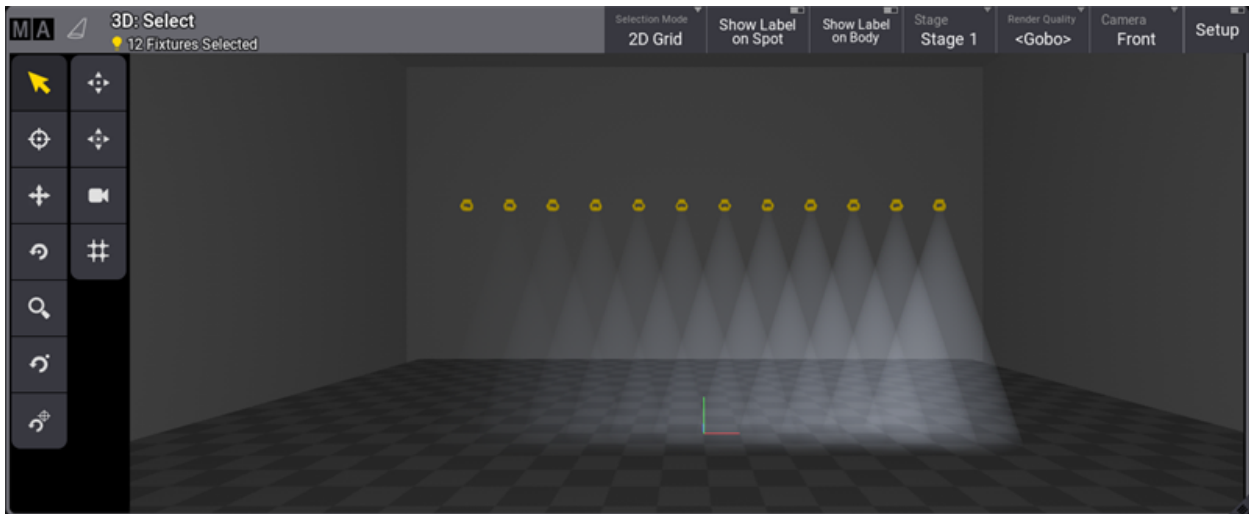 MA
3D: Select
12 Fixtures Selected
Selection Mode
2D Grid
Show Label
on Spot
Show Label
on Body
Stage
Stage 1
Render Quality
<Gobo>
Camera
Front
Setup